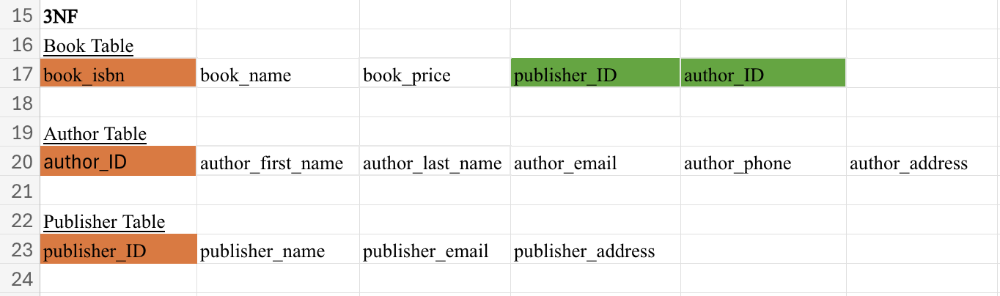 15 3NF
16 Book Table
17 book_isbn book_name book_price publisher_ID author_ID
18
19 Author Table
20 author_ID author_first_name author_last_name author_email author_phone author_address
21
22 Publisher Table
23 publisher_ID publisher_name publisher_email publisher_address
24